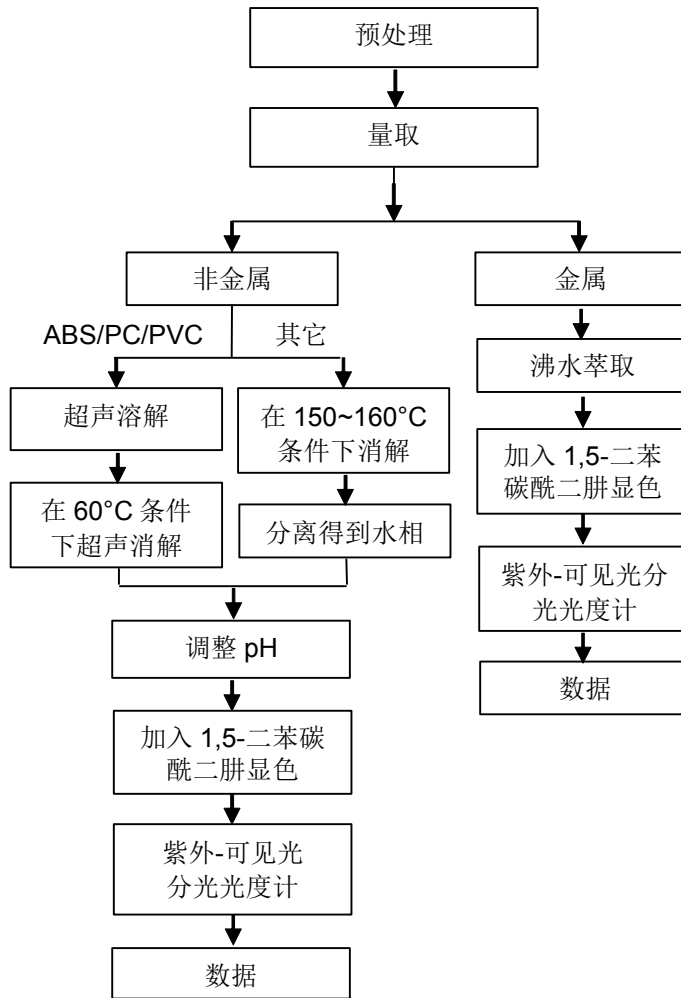 预处理
量取
非金属
金属
ABS/PC/PVC
其它
超声溶解
在 60°C 条件
下超声消解
在 150~160°C
条件下消解
分离得到水相
调整 pH
加入 1,5-二苯碳
酰二肼显色
紫外-可见光
分光光度计
数据
沸水萃取
加入 1,5-二苯
碳酰二肼显色
紫外-可见光分
光光度计
数据